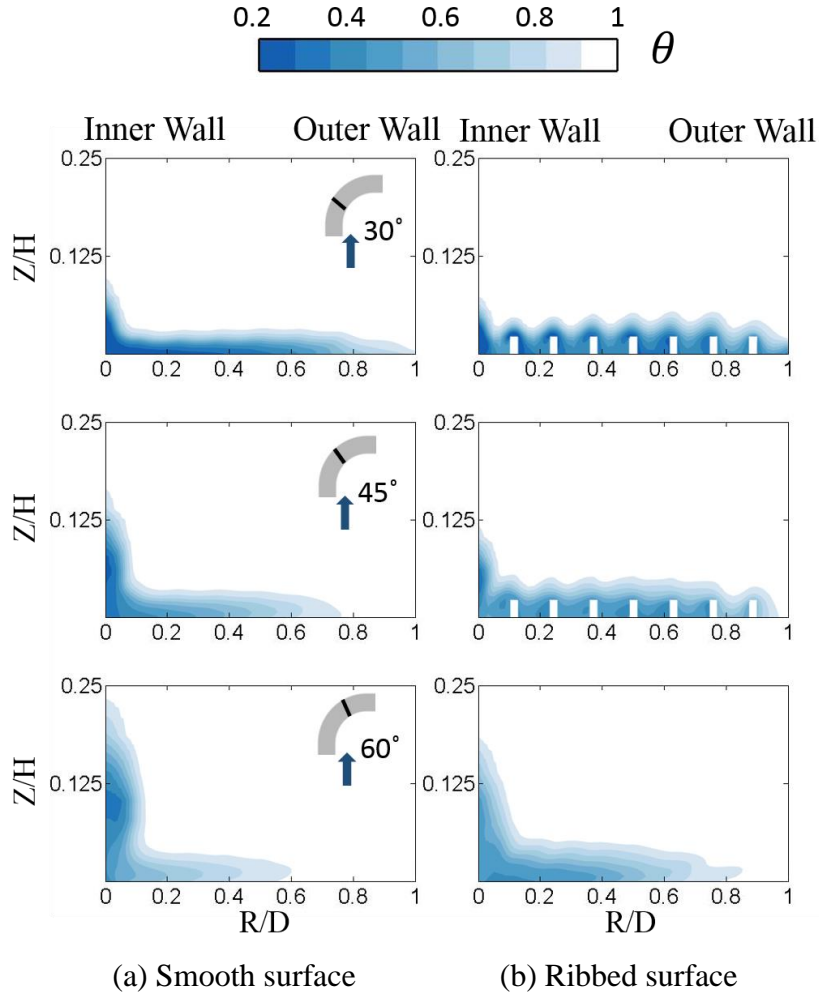 0.2 0.4 0.6 0.8 1
θ
Inner Wall Outer Wall Inner Wall Outer Wall
0.25 0.25
Z/H 0.125 30° 0.125
0 0.2 0.4 0.6 0.8 1 0 0.2 0.4 0.6 0.8 1
0.25 0.25
Z/H 0.125 45° 0.125
0 0.2 0.4 0.6 0.8 1 0 0.2 0.4 0.6 0.8 1
0.25 0.25
Z/H 0.125 60° 0.125
0 0.2 0.4 0.6 0.8 1 0 0.2 0.4 0.6 0.8 1
R/D R/D
(a) Smooth surface (b) Ribbed surface